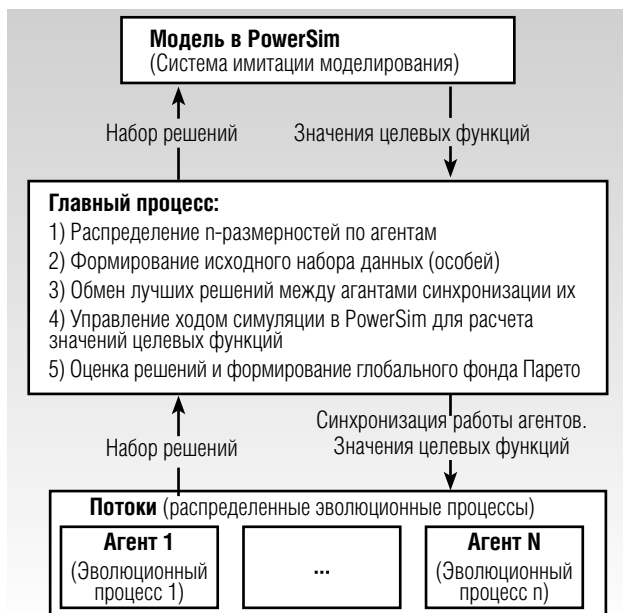 Модель в PowerSim
(Система имитации моделирования)
Набор решений
Значения целевых функций
Главный процесс:
1) Распределение n-размерностей по агентам
2) Формирование исходного набора данных (особей)
3) Обмен лучших решений между агантами синхронизации их
4) Управление ходом симуляции в PowerSim для расчета
значений целевых функций
5) Оценка решений и формирование глобального фонда Парето
Набор решений
Синхронизация работы агентов.
Значения целевых функций
Потоки (распределенные эволюционные процессы)
Агент 1
(Эволюционный
процесс 1)
...
Агент N
(Эволюционный
процесс n)